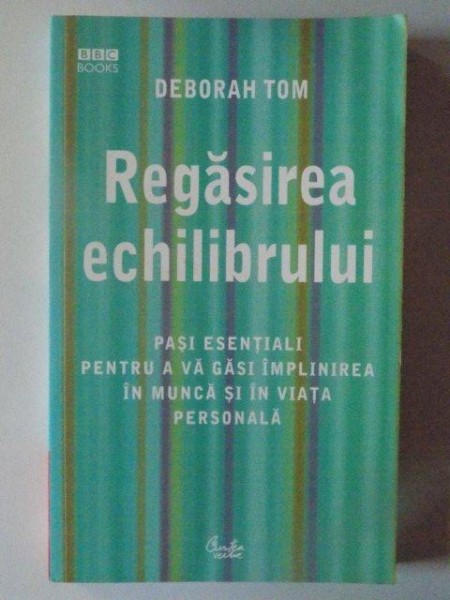 BBC
BOOKS
DEBORAH TOM
Regăsirea
echilibrului
PAȘI ESENȚIALI
PENTRU A VĂ GĂSI ÎMPLINIREA
ÎN MUNCĂ ȘI ÎN VIAȚA
PERSONALĂ
Curtea
veche